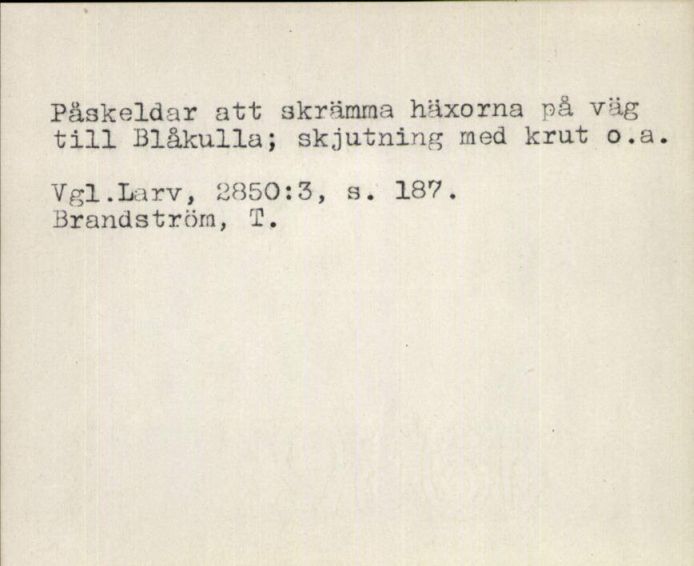 Påskeldar att skrämma häxorna på väg
till Blåkulla; skjutning med krut o.a.
Vgl.Larv, 2850:3, s. 187.
Brandström, T.